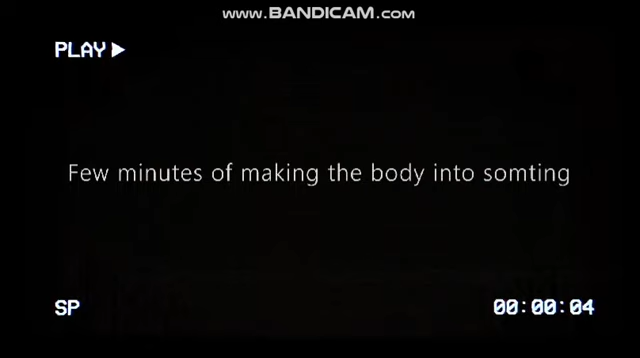 www.BANDICAM.com
PLAY
Few minutes of making the body into somting
SP
00:00:04